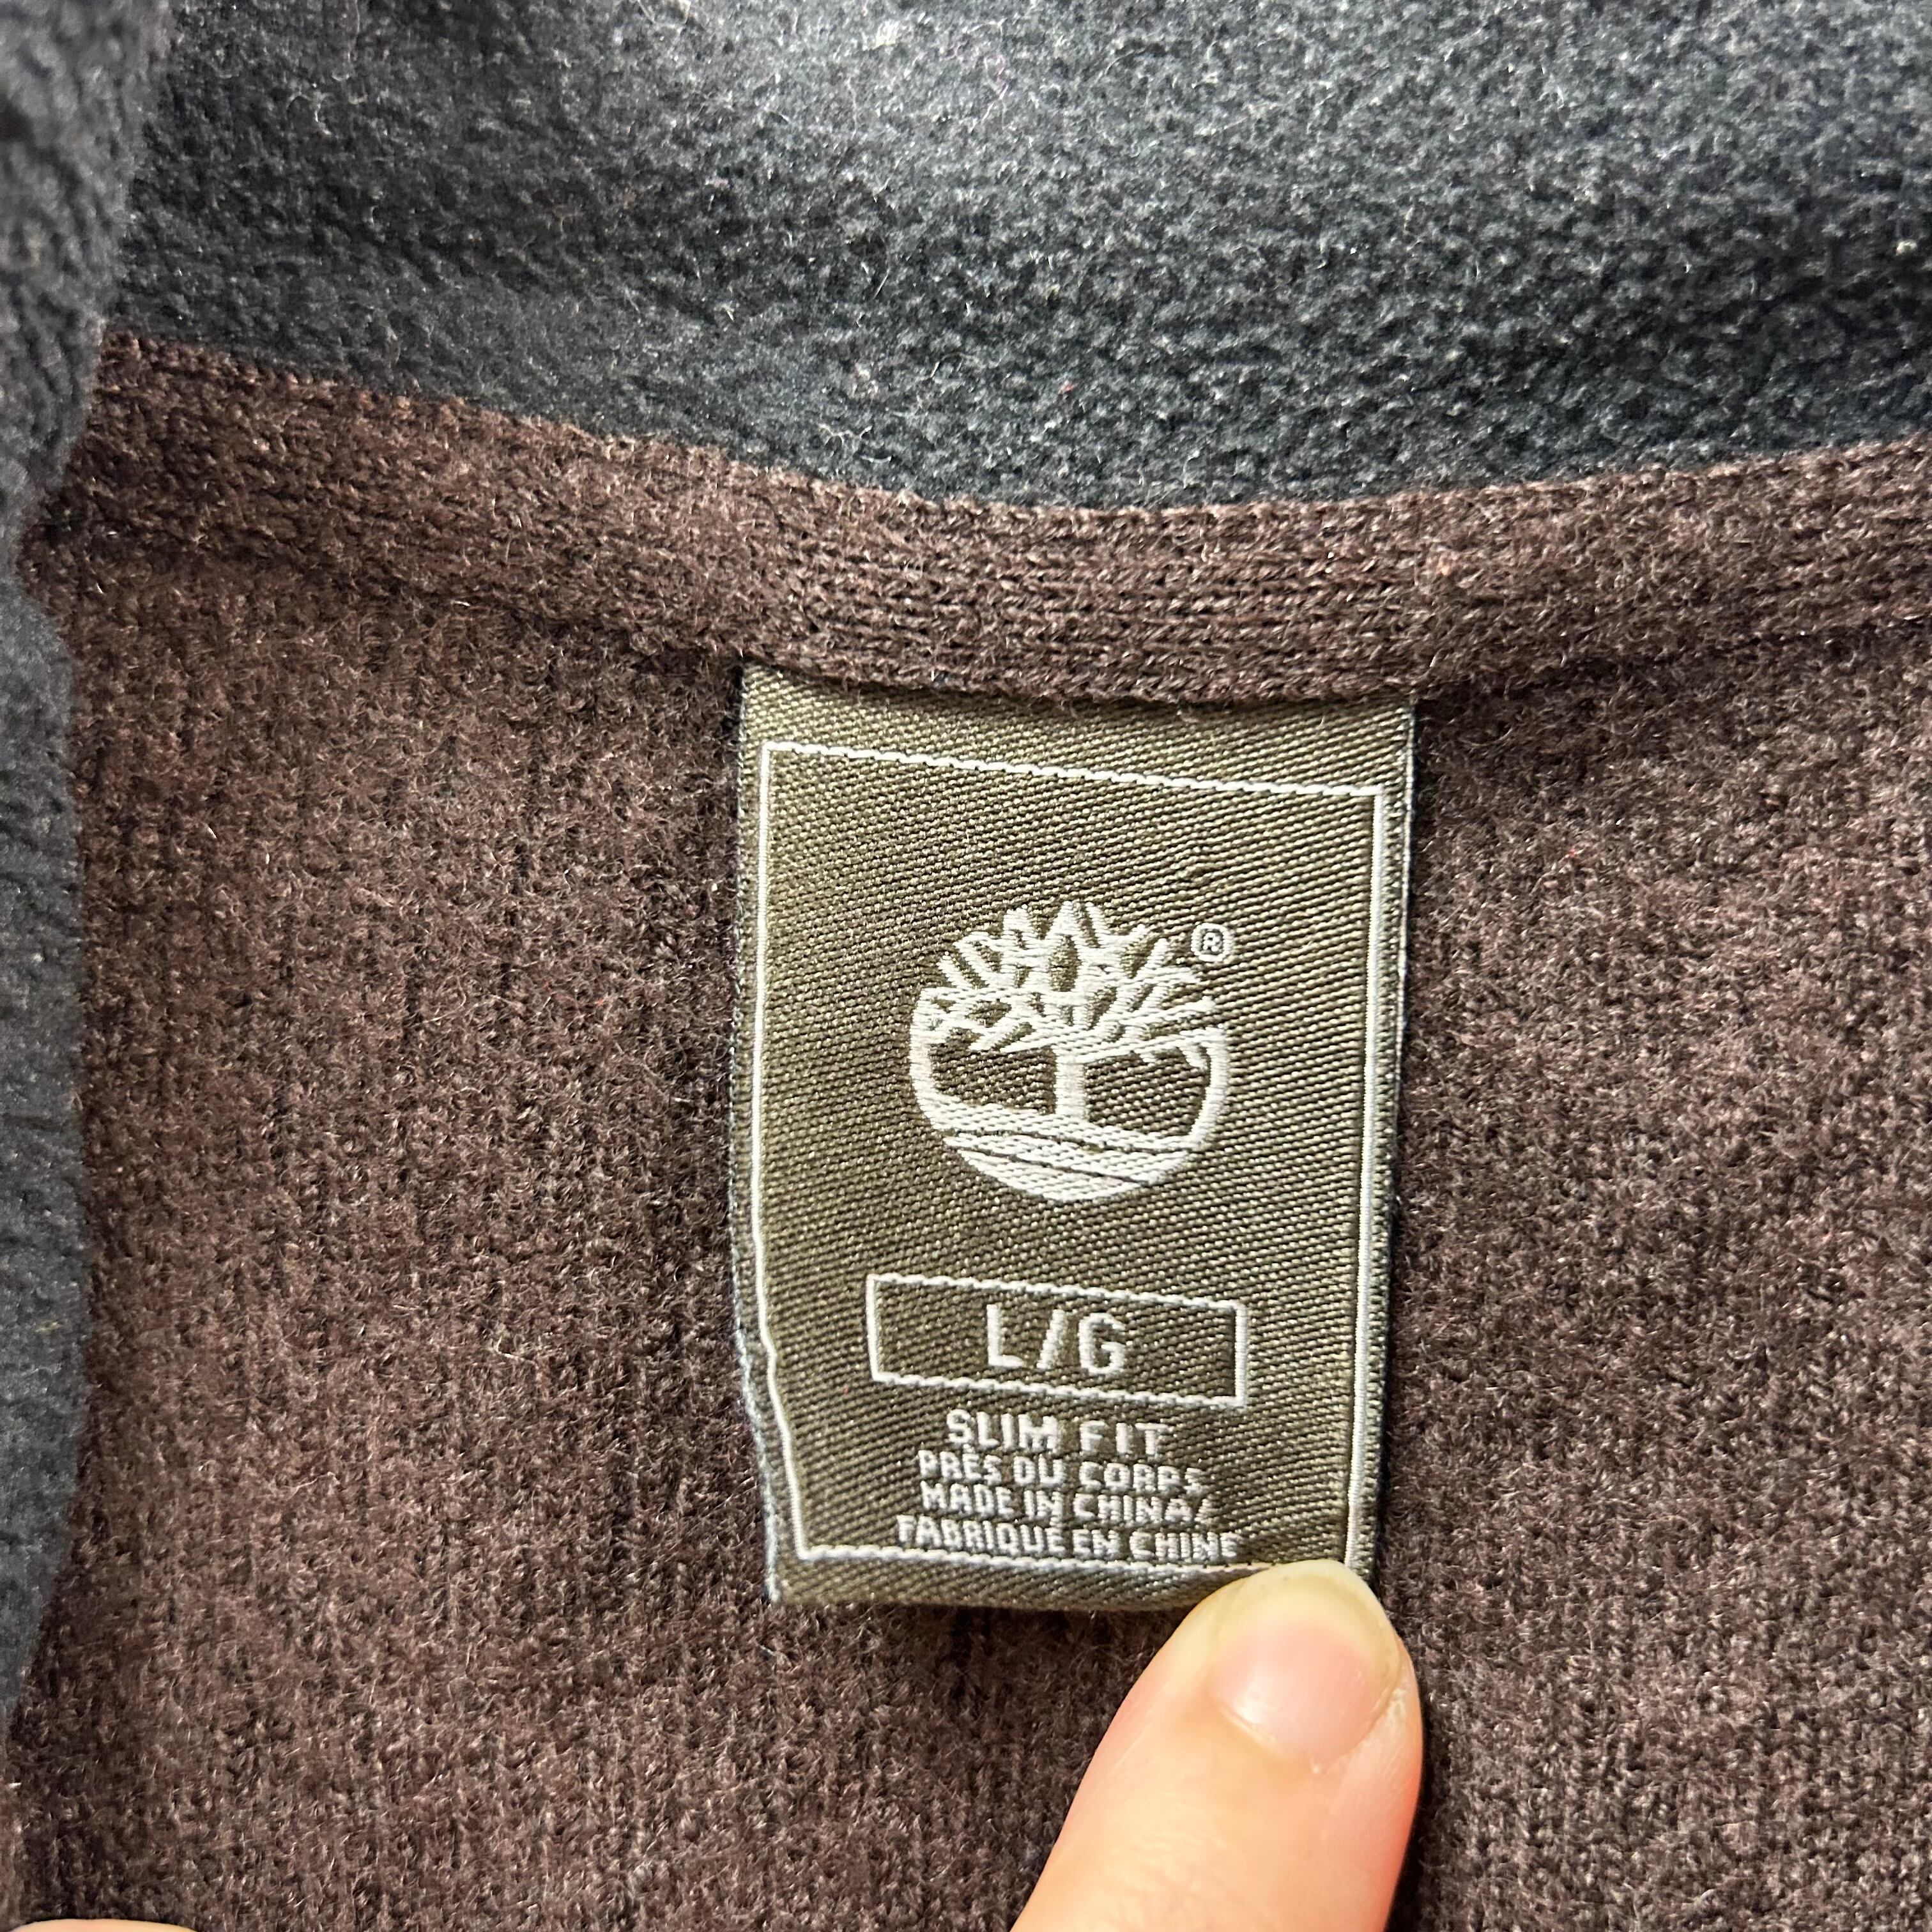 ®
L/G
SLIM FIT
PRÈS DU CORPS
MADE IN CHINA/
FABRIQUÉ EN CHINE